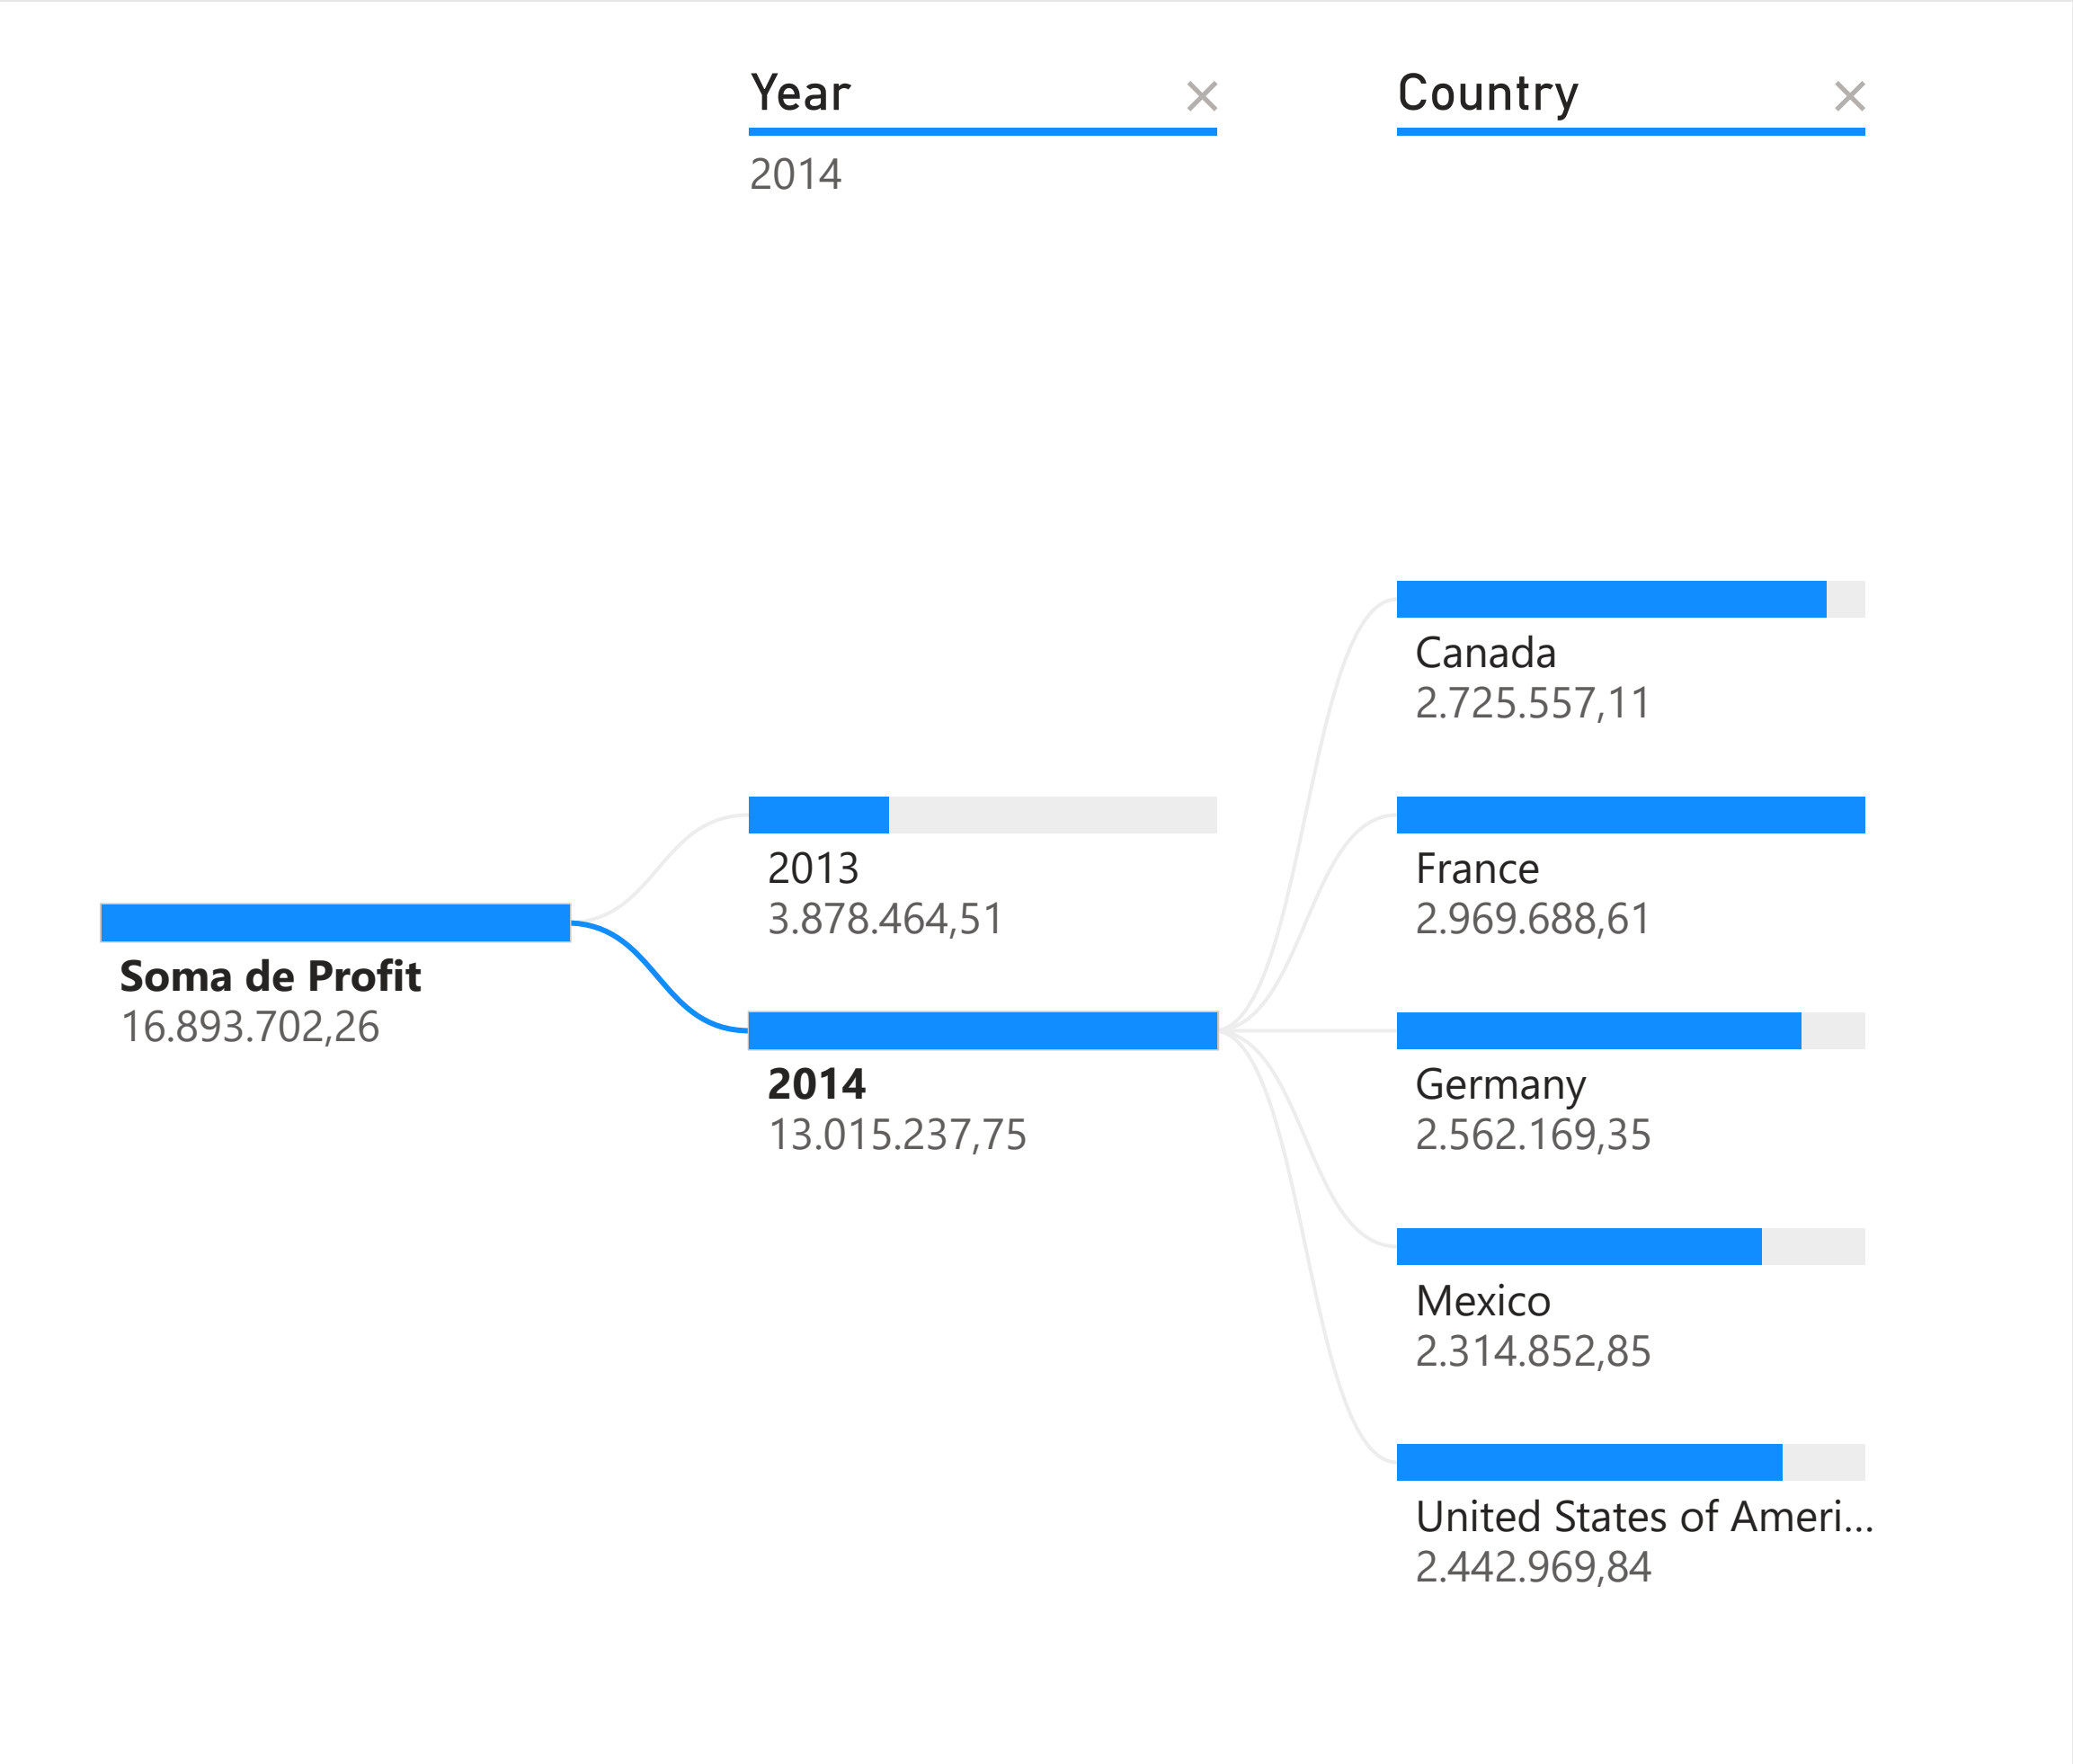 Year
Country
2014
Canada
2.725.557,11
2013
3.878.464,51
France
2.969.688,61
Soma de Profit
16.893.702,26
2014
13.015.237,75
Germany
2.562.169,35
Mexico
2.314.852,85
United States of Ameri...
2.442.969,84